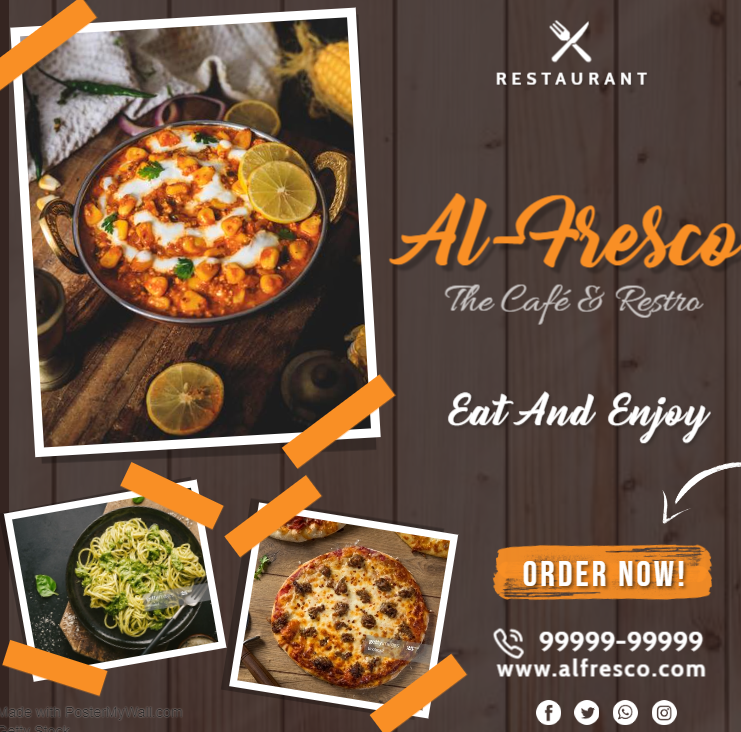 RESTAURANT
Al-Fresco
The Café & Restro
Eat And Enjoy
ORDER NOW!
99999-99999
www.alfresco.com
Made with PosterMyWall.com